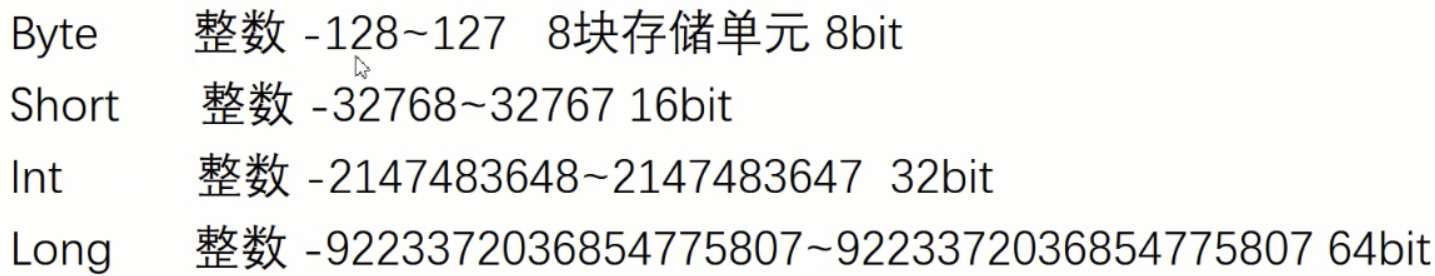 Byte 整数 -128~127 8块存储单元 8bit
Short 整数 -32768~32767 16bit
Int 整数 -2147483648~2147483647 32bit
Long 整数 -9223372036854775807~9223372036854775807 64bit